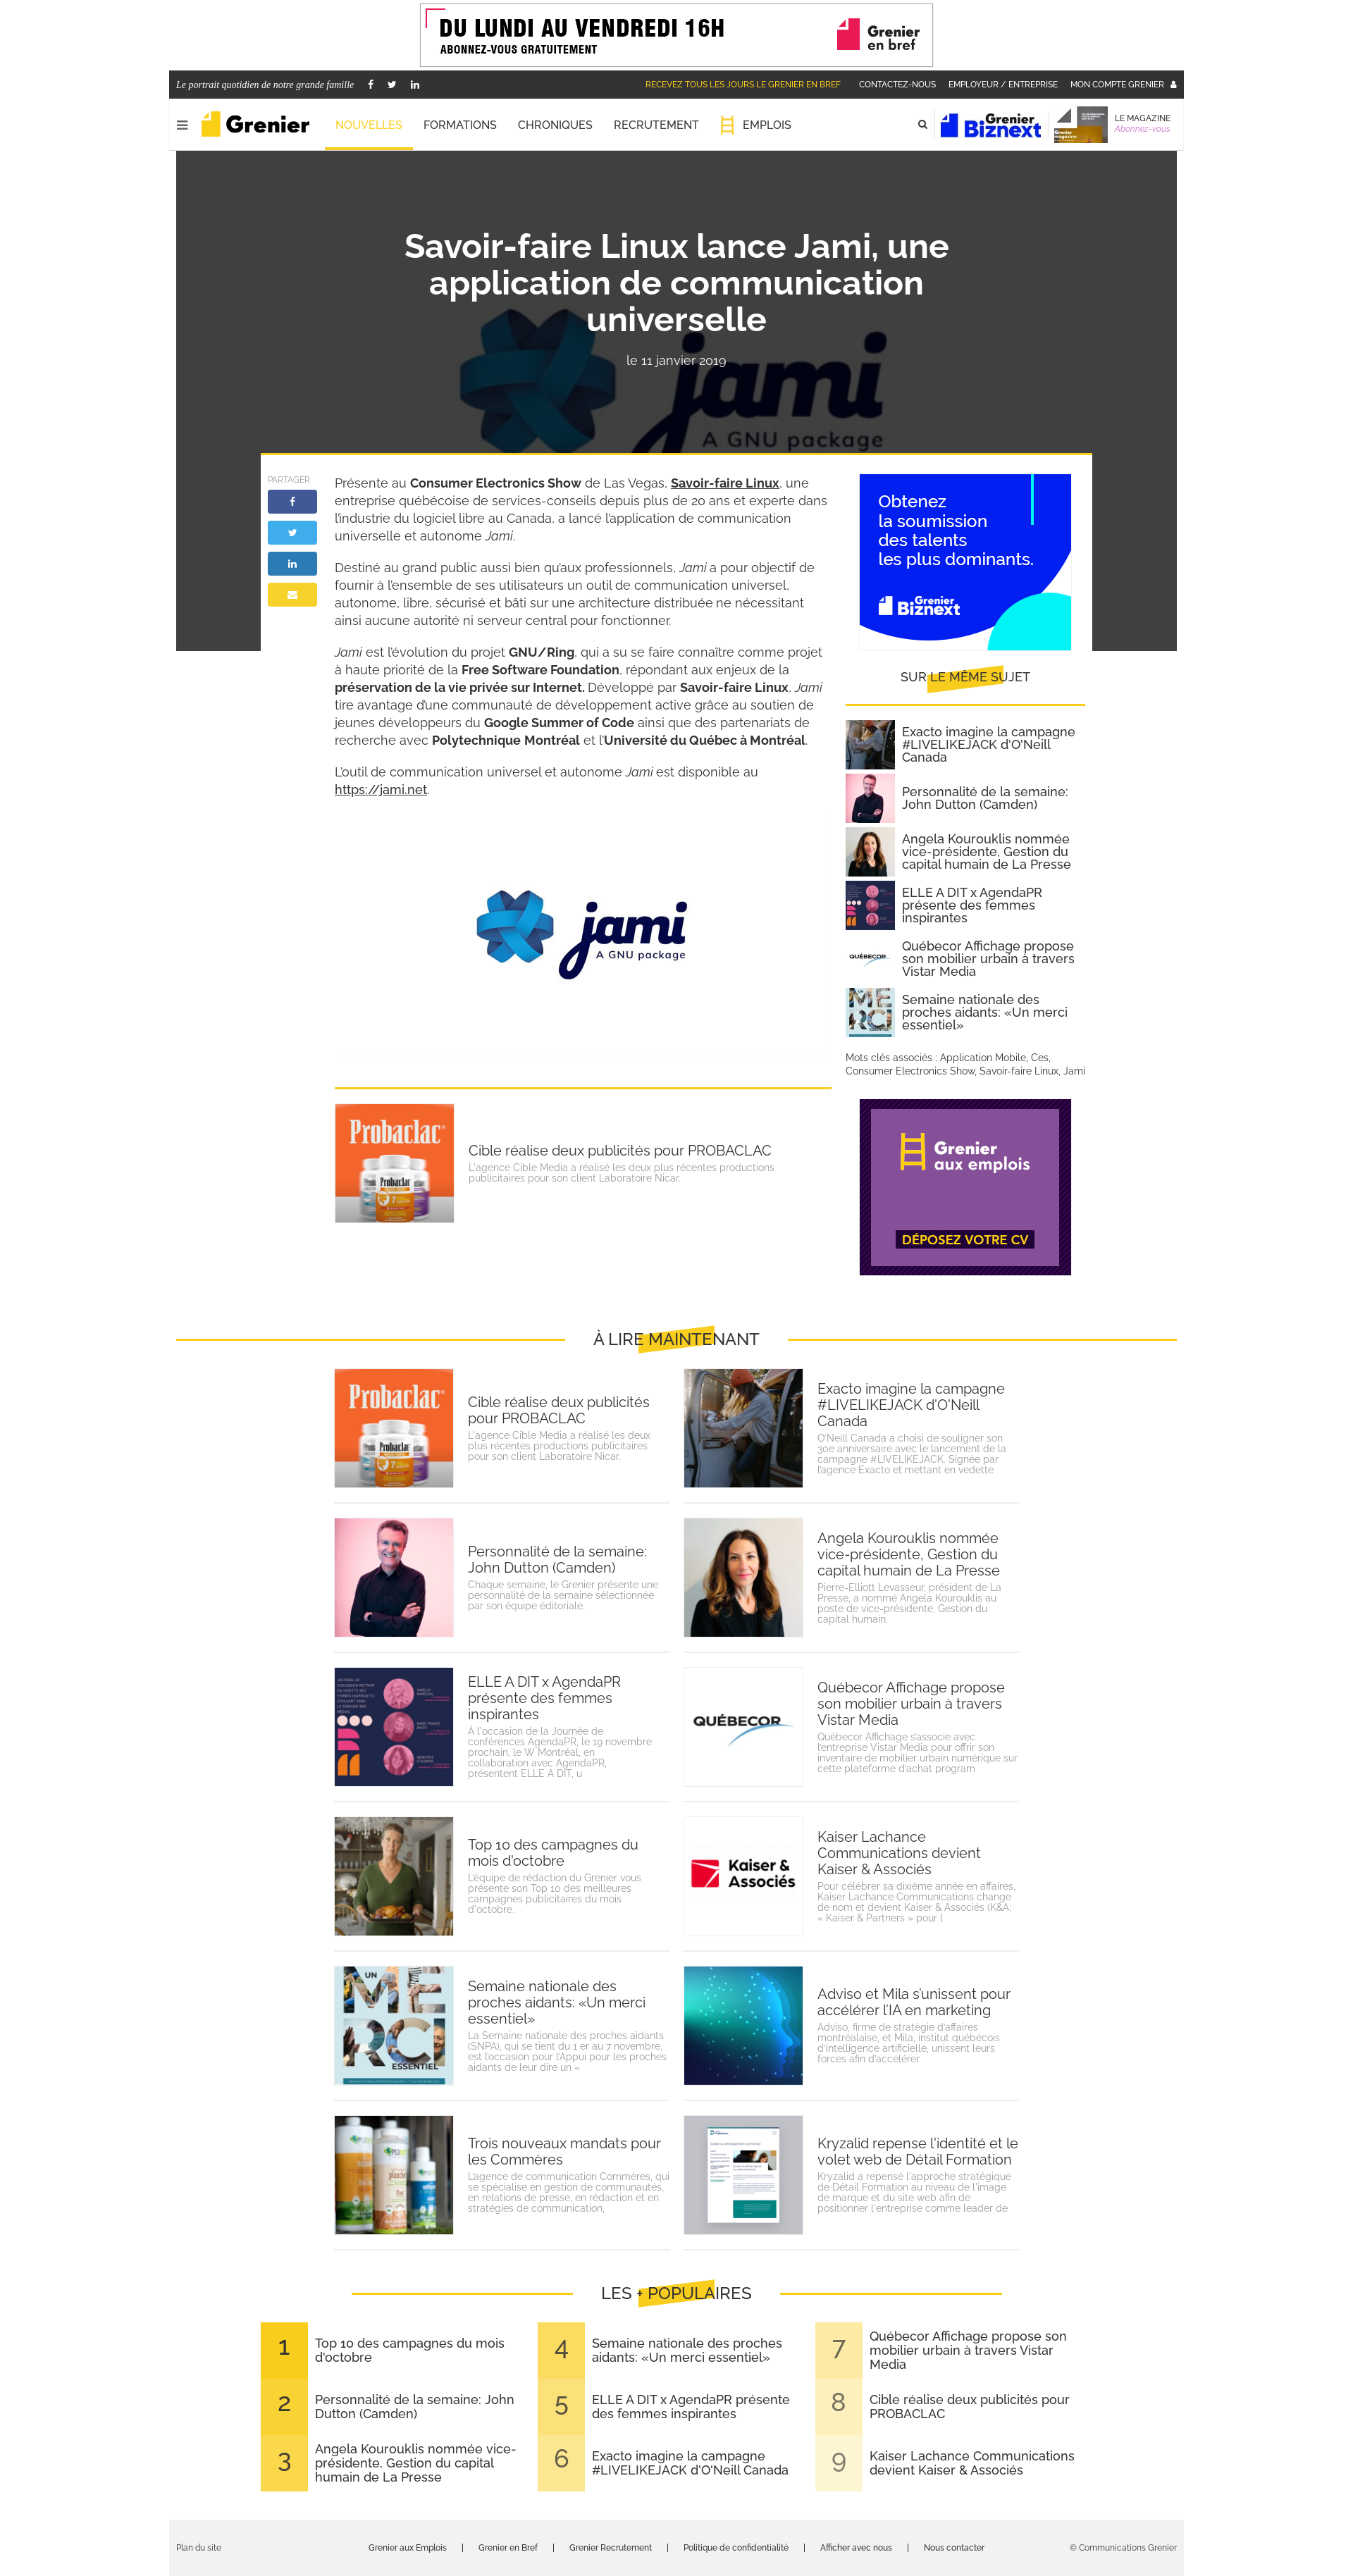 DU LUNDI AU VENDREDI 16H
ABONNEZ-VOUS GRATUITEMENT
Grenier
en bref
Le portrait quotidien de notre grande famille
RECEVEZ TOUS LES JOURS LE GRENIER EN BREF
CONTACTEZ-NOUS
EMPLOYEUR / ENTREPRISE
MON COMPTE GRENIER
Grenier
NOUVELLES
FORMATIONS
CHRONIQUES
RECRUTEMENT
EMPLOIS
Grenier
Biznext
LE MAGAZINE
Abonnez-vous
Savoir-faire Linux lance Jami, une
application de communication
universelle
le 11 janvier 2019
jami
A GNU package
PARTAGER
Présente au Consumer Electronics Show de Las Vegas, Savoir-faire Linux, une
entreprise québécoise de services-conseils depuis plus de 20 ans et experte dans
l'industrie du logiciel libre au Canada, a lancé l'application de communication
universelle et autonome Jami.
Destiné au grand public aussi bien qu'aux professionnels, Jami a pour objectif de
fournir à l'ensemble de ses utilisateurs un outil de communication universel,
autonome, libre, sécurisé et bâti sur une architecture distribuée ne nécessitant
ainsi aucune autorité ni serveur central pour fonctionner.
Jami est l'évolution du projet GNU/Ring, qui a su se faire connaître comme projet
à haute priorité de la Free Software Foundation, répondant aux enjeux de la
préservation de la vie privée sur Internet. Développé par Savoir-faire Linux, Jami
tire avantage d'une communauté de développement active grâce au soutien de
jeunes développeurs du Google Summer of Code ainsi que des partenariats de
recherche avec Polytechnique Montréal et l'Université du Québec à Montréal.
L'outil de communication universel et autonome Jami est disponible au
https://jami.net.
jami
A GNU package
Obtenez
la soumission
des talents
les plus dominants.
Grenier
Biznext
SUR LE MÊME SUJET
Exacto imagine la campagne
#LIVELIKEJACK d'O'Neill
Canada
Personnalité de la semaine:
John Dutton (Camden)
Angela Kourouklis nommée
vice-présidente, Gestion du
capital humain de La Presse
ELLE A DIT x AgendaPR
présente des femmes
inspirantes
QUÉBECOR
Québecor Affichage propose
son mobilier urbain à travers
Vistar Media
Semaine nationale des
proches aidants: «Un merci
essentiel»
Mots clés associés : Application Mobile, Ces,
Consumer Electronics Show, Savoir-faire Linux, Jami
Grenier
aux emplois
DÉPOSEZ VOTRE CV
Probaclac
Cible réalise deux publicités pour PROBACLAC
L'agence Cible Media a réalisé les deux plus récentes productions
publicitaires pour son client Laboratoire Nicar.
À LIRE MAINTENANT
Probaclac
Cible réalise deux publicités
pour PROBACLAC
L'agence Cible Media a réalisé les deux
plus récentes productions publicitaires
pour son client Laboratoire Nicar.
Exacto imagine la campagne
#LIVELIKEJACK d'O'Neill
Canada
O'Neill Canada a choisi de souligner son
30e anniversaire avec le lancement de la
campagne #LIVELIKEJACK. Signée par
l'agence Exacto et mettant en vedette
Personnalité de la semaine:
John Dutton (Camden)
Chaque semaine, le Grenier présente une
personnalité de la semaine sélectionnée
par son équipe éditoriale.
Angela Kourouklis nommée
vice-présidente, Gestion du
capital humain de La Presse
Pierre-Elliott Levasseur, président de La
Presse, a nommé Angela Kourouklis au
poste de vice-présidente, Gestion du
capital humain.
ELLE A DIT x AgendaPR
présente des femmes
inspirantes
À l'occasion de la Journée de
conférences AgendaPR, le 19 novembre
prochain, le W Montréal, en
collaboration avec AgendaPR,
présentent ELLE A DIT, u
QUÉBECOR
Québecor Affichage propose
son mobilier urbain à travers
Vistar Media
Québecor Affichage s'associe avec
l'entreprise Vistar Media pour offrir son
inventaire de mobilier urbain numérique sur
cette plateforme d'achat program
Top 10 des campagnes du
mois d'octobre
L'équipe de rédaction du Grenier vous
présente son Top 10 des meilleures
campagnes publicitaires du mois
d'octobre.
Kaiser &
Associés
Kaiser Lachance
Communications devient
Kaiser & Associés
Pour célébrer sa dixième année en affaires,
Kaiser Lachance Communications change
de nom et devient Kaiser & Associés (K&A;
« Kaiser & Partners » pour l
UN
MERCI
ESSENTIEL
Semaine nationale des
proches aidants: «Un merci
essentiel»
La Semaine nationale des proches aidants
(SNPA), qui se tient du 1 er au 7 novembre,
est l'occasion pour l'Appui pour les proches
aidants de leur dire un «
Adviso et Mila s'unissent pour
accélérer l'IA en marketing
Adviso, firme de stratégie d'affaires
montréalaise, et Mila, institut québécois
d'intelligence artificielle, unissent leurs
forces afin d'accélérer
Trois nouveaux mandats pour
les Commères
L'agence de communication Commères, qui
se spécialise en gestion de communautés,
en relations de presse, en rédaction et en
stratégies de communication,
Kryzalid repense l'identité et le
volet web de Détail Formation
Kryzalid a repensé l'approche stratégique
de Détail Formation au niveau de l'image
de marque et du site web afin de
positionner l'entreprise comme leader de
LES + POPULAIRES
1
Top 10 des campagnes du mois
d'octobre
2
Personnalité de la semaine: John
Dutton (Camden)
3
Angela Kourouklis nommée vice-
présidente, Gestion du capital
humain de La Presse
4
Semaine nationale des proches
aidants: «Un merci essentiel»
5
ELLE A DIT x AgendaPR présente
des femmes inspirantes
6
Exacto imagine la campagne
#LIVELIKEJACK d'O'Neill Canada
7
Québecor Affichage propose son
mobilier urbain à travers Vistar
Media
8
Cible réalise deux publicités pour
PROBACLAC
9
Kaiser Lachance Communications
devient Kaiser & Associés
Plan du site
Grenier aux Emplois | Grenier en Bref | Grenier Recrutement | Politique de confidentialité | Afficher avec nous | Nous contacter
© Communications Grenier